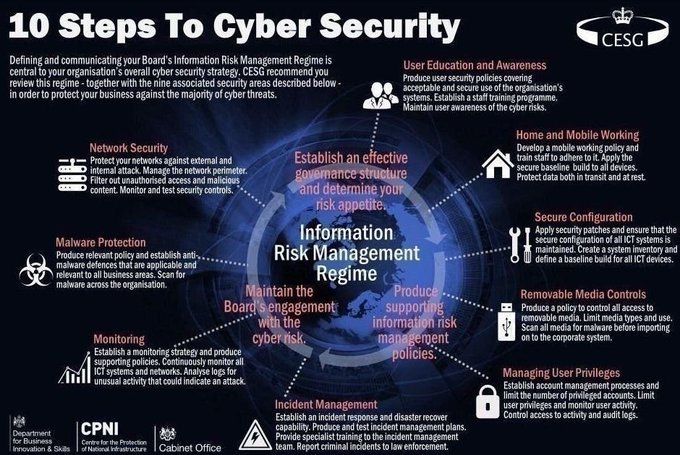 10 Steps To Cyber Security
CESG
Defining and communicating your Board's Information Risk Management Regime is
central to your organisation's overall cyber security strategy. CESG recommend you
review this regime - together with the nine associated security areas described below -
in order to protect your business against the majority of cyber threats.
User Education and Awareness
Produce user security policies covering
acceptable and secure use of the organisation's
systems. Establish a staff training programme.
Maintain user awareness of the cyber risks.
Home and Mobile Working
Develop a mobile working policy and
train staff to adhere to it. Apply the
secure baseline build to all devices.
Protect data both in transit and at rest.
Secure Configuration
Apply security patches and ensure that the
secure configuration of all ICT systems is
maintained. Create a system inventory and
define a baseline build for all ICT devices.
Removable Media Controls
Produce a policy to control all access to
removable media. Limit media types and use.
Scan all media for malware before importing
on to the corporate system.
Managing User Privileges
Establish account management processes and
limit the number of privileged accounts. Limit
user privileges and monitor user activity.
Control access to activity and audit logs.
Incident Management
Establish an incident response and disaster recover
capability. Produce and test incident management plans.
Provide specialist training to the incident management
team. Report criminal incidents to law enforcement.
Monitoring
Establish a monitoring strategy and produce
supporting policies. Continuously monitor all
ICT systems and networks. Analyse logs for
unusual activity that could indicate an attack.
Malware Protection
Produce relevant policy and establish anti-
malware defences that are applicable and
relevant to all business areas. Scan for
malware across the organisation.
Network Security
Protect your networks against external and
internal attack. Manage the network perimeter.
Filter out unauthorised access and malicious
content. Monitor and test security controls.
Establish an effective
governance structure
and determine your
risk appetite.
Information
Risk Management
Regime
Maintain the
Board's engagement
with the
cyber risk.
Produce
supporting
information risk
management
policies.
Department
for Business
Innovation & Skills
CPNI
Centre for the Protection
of National Infrastructure
Cabinet Office